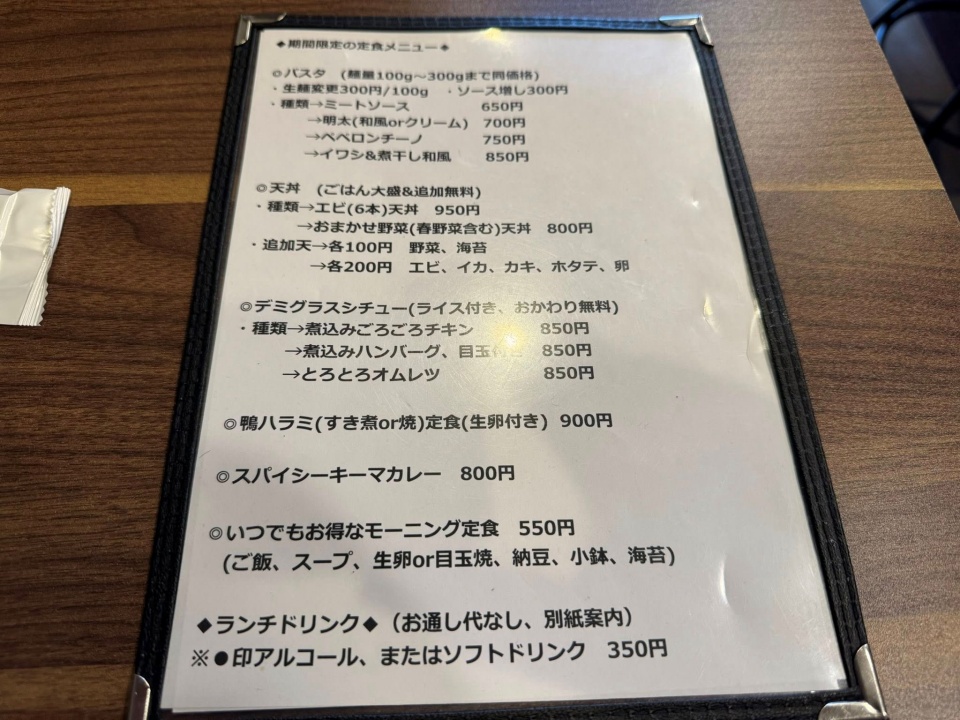 ◆期間限定の定食メニュー◆
◎パスタ (麺量100g～300gまで同価格)
・生麺変更300円/100g ・ソース増し300円
・種類→ミートソース 650円
→明太(和風orクリーム) 700円
→ペペロンチーノ 750円
→イワシ&煮干し和風 850円
◎天丼 (ごはん大盛&追加無料)
・種類→エビ(6本)天丼 950円
→おまかせ野菜(春野菜含む)天丼 800円
・追加天→各100円 野菜、海苔
→各200円 エビ、イカ、カキ、ホタテ、卵
◎デミグラスシチュー(ライス付き、おかわり無料)
・種類→煮込みごろごろチキン 850円
→煮込みハンバーグ、目玉付き 850円
→とろとろオムレツ 850円
◎鴨ハラミ(すき煮or焼)定食(生卵付き) 900円
◎スパイシーキーマカレー 800円
◎いつでもお得なモーニング定食 550円
(ご飯、スープ、生卵or目玉焼、納豆、小鉢、海苔)
◆ランチドリンク◆ (お通し代なし、別紙案内)
※●印アルコール、またはソフトドリンク 350円